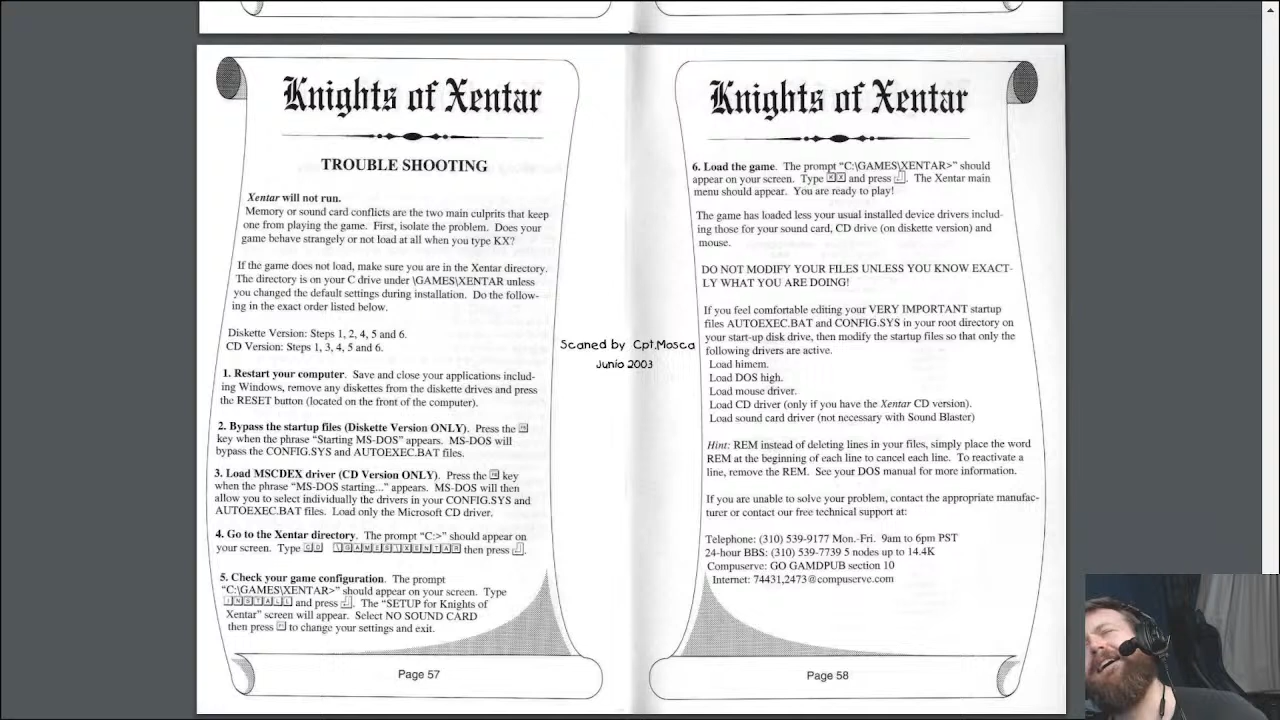 Knights of Xentar
TROUBLE SHOOTING
Xentar will not run.
Memory or sound card conflicts are the two main culprits that keep
one from playing the game. First, isolate the problem. Does your
game behave strangely or not load at all when you type KX?
If the game does not load, make sure you are in the Xentar directory.
The directory is on your C drive under \GAMES\XENTAR unless
you changed the default settings during installation. Do the follow-
ing in the exact order listed below.
Diskette Version: Steps 1, 2, 4, 5 and 6.
CD Version: Steps 1, 3, 4, 5 and 6.
1. Restart your computer. Save and close your applications includ-
ing Windows, remove any diskettes from the diskette drives and press
the RESET button (located on the front of the computer).
2. Bypass the startup files (Diskette Version ONLY). Press the
key when the phrase “Starting MS-DOS” appears. MS-DOS will
bypass the CONFIG.SYS and AUTOEXEC.BAT files.
3. Load MSCDEX driver (CD Version ONLY). Press the key
when the phrase “MS-DOS starting...” appears. MS-DOS will then
allow you to select individually the drivers in your CONFIG.SYS and
AUTOEXEC.BAT files. Load only the Microsoft CD driver.
4. Go to the Xentar directory. The prompt “C:>” should appear on
your screen. Type CD \GAMES\XENTAR then press .
5. Check your game configuration. The prompt
“C:\GAMES\XENTAR>” should appear on your screen. Type
INSTALL and press . The “SETUP for Knights of
Xentar” screen will appear. Select NO SOUND CARD
then press to change your settings and exit.
Page 57
Scaned by Cpt.Mosca
Junio 2003
Knights of Xentar
6. Load the game. The prompt “C:\GAMES\XENTAR>” should
appear on your screen. Type KX and press . The Xentar main
menu should appear. You are ready to play!
The game has loaded less your usual installed device drivers includ-
ing those for your sound card, CD drive (on diskette version) and
mouse.
DO NOT MODIFY YOUR FILES UNLESS YOU KNOW EXACT-
LY WHAT YOU ARE DOING!
If you feel comfortable editing your VERY IMPORTANT startup
files AUTOEXEC.BAT and CONFIG.SYS in your root directory on
your start-up disk drive, then modify the startup files so that only the
following drivers are active.
Load himem.
Load DOS high.
Load mouse driver.
Load CD driver (only if you have the Xentar CD version).
Load sound card driver (not necessary with Sound Blaster)
Hint: REM instead of deleting lines in your files, simply place the word
REM at the beginning of each line to cancel each line. To reactivate a
line, remove the REM. See your DOS manual for more information.
If you are unable to solve your problem, contact the appropriate manufac-
turer or contact our free technical support at:
Telephone: (310) 539-9177 Mon.-Fri. 9am to 6pm PST
24-hour BBS: (310) 539-7739 5 nodes up to 14.4K
Compuserve: GO GAMDPUB section 10
Internet: 74431,2473@compuserve.com
Page 58